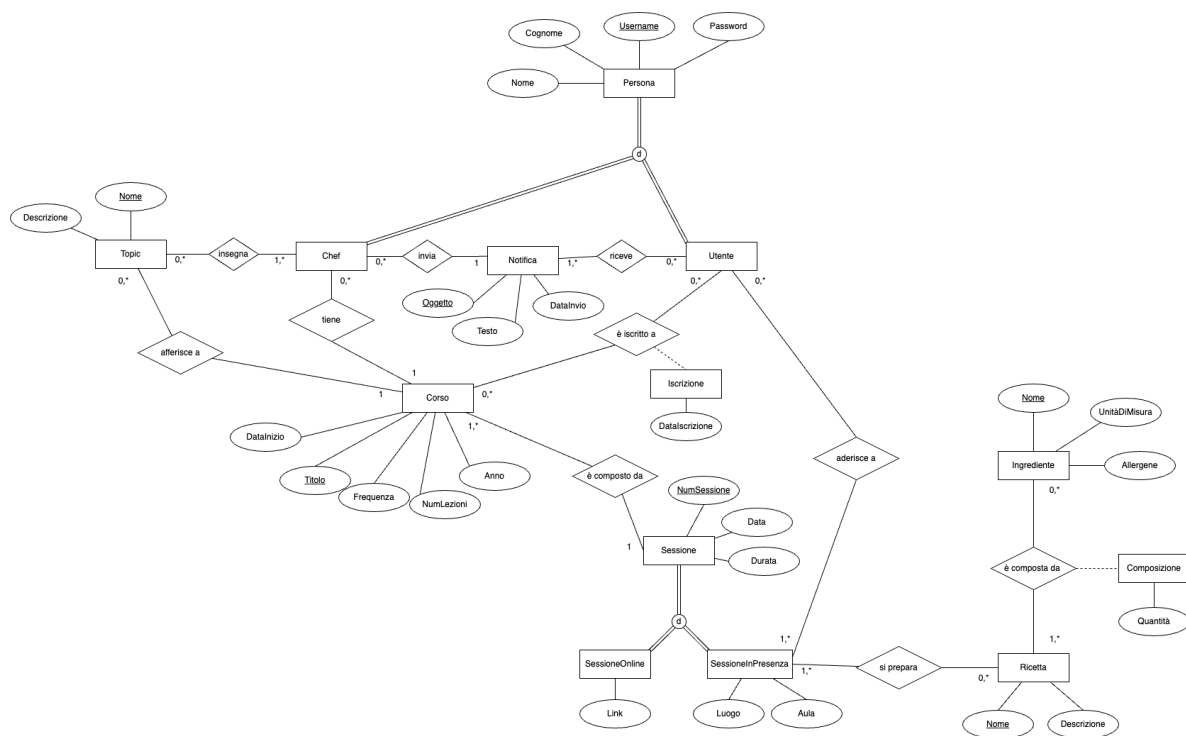 Username
Password
Cognome
Nome
Persona
d
Nome
Descrizione
Topic
insegna
Chef
invia
Notifica
riceve
Utente
0,*
1,*
0,*
1
1,*
0,*
0,*
0,*
0,*
0,*
Oggetto
DataInvio
Testo
tiene
è iscritto a
afferisce a
1
1
Corso
0,*
1,*
Iscrizione
DataIscrizione
DataInizio
Titolo
Frequenza
NumLezioni
Anno
è composto da
aderisce a
NumSessione
Data
Durata
1
Sessione
d
Nome
UnitàDiMisura
Ingrediente
Allergene
0,*
è composta da
Composizione
Quantità
1,*
1,*
SessioneOnline
SessioneInPresenza
1,*
si prepara
0,*
Ricetta
Link
Luogo
Aula
Nome
Descrizione